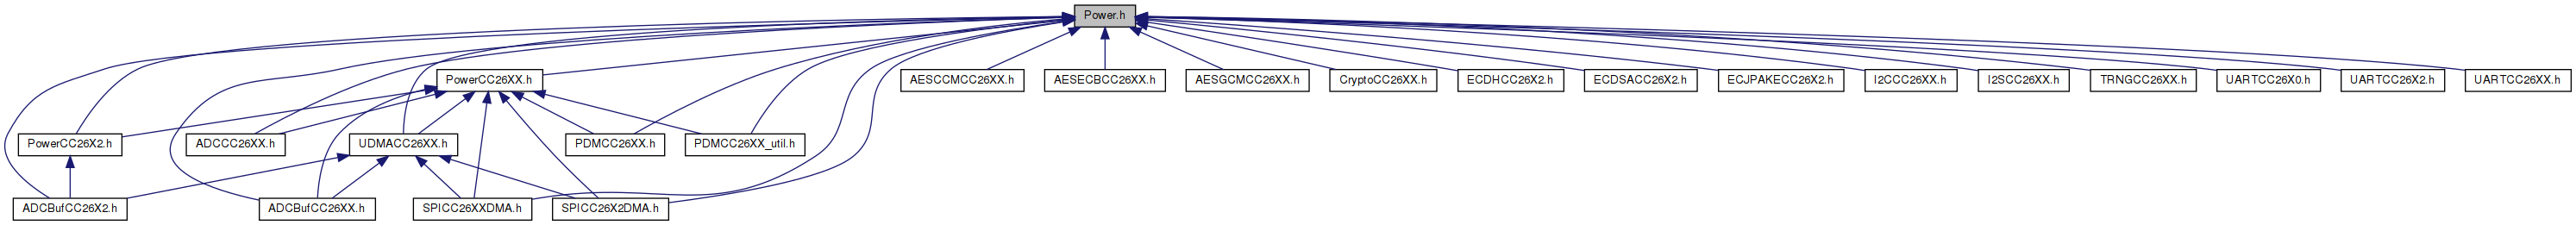 Power.h
PowerCC26XX.h
AESCCMCC26XX.h
AESECBCC26XX.h
AESGCMCC26XX.h
CryptoCC26XX.h
ECDHCC26X2.h
ECDSACC26X2.h
ECJPAKECC26X2.h
I2CCC26XX.h
I2SCC26XX.h
TRNGCC26XX.h
UARTCC26X0.h
UARTCC26X2.h
UARTCC26XX.h
PowerCC26X2.h
ADCCC26XX.h
UDMACC26XX.h
PDMCC26XX.h
PDMCC26XX_util.h
ADCBufCC26X2.h
ADCBufCC26XX.h
SPICC26XXDMA.h
SPICC26X2DMA.h